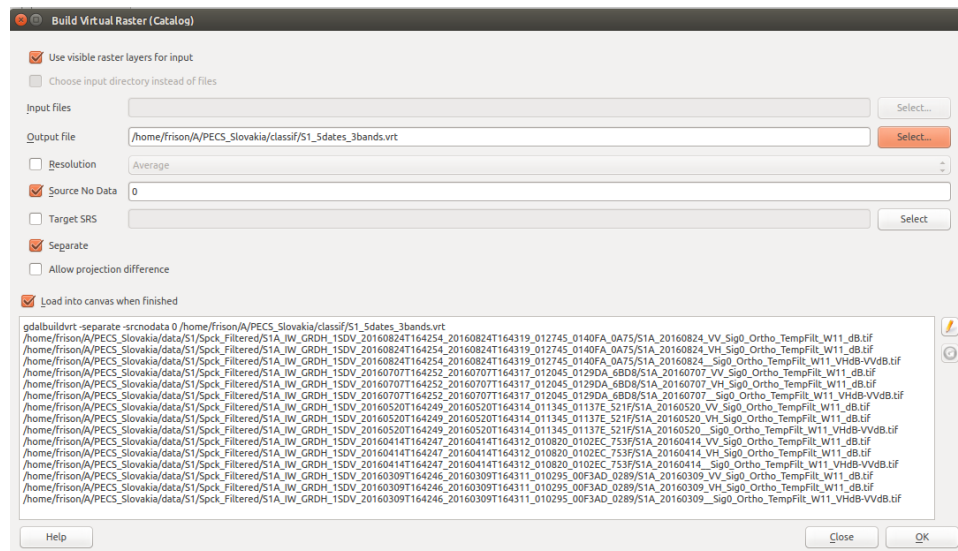 Build Virtual Raster (Catalog)
Use visible raster layers for input
Choose input directory instead of files
Input files
Select...
Output file
/home/frison/A/PECS_Slovakia/classif/S1_5dates_3bands.vrt
Select...
Resolution
Average
Source No Data
0
Target SRS
Select
Separate
Allow projection difference
Load into canvas when finished
gdalbuildvrt -separate -srcnodata 0 /home/frison/A/PECS_Slovakia/classif/S1_5dates_3bands.vrt
/home/frison/A/PECS_Slovakia/data/S1/Spck_Filtered/S1A_IW_GRDH_1SDV_20160824T164254_20160824T164319_012745_0140FA_0A75/S1A_20160824_VV_Sig0_Ortho_TempFilt_W11_dB.tif
/home/frison/A/PECS_Slovakia/data/S1/Spck_Filtered/S1A_IW_GRDH_1SDV_20160824T164254_20160824T164319_012745_0140FA_0A75/S1A_20160824_VH_Sig0_Ortho_TempFilt_W11_dB.tif
/home/frison/A/PECS_Slovakia/data/S1/Spck_Filtered/S1A_IW_GRDH_1SDV_20160824T164254_20160824T164319_012745_0140FA_0A75/S1A_20160824__Sig0_Ortho_TempFilt_W11_VHdB-VVdB.tif
/home/frison/A/PECS_Slovakia/data/S1/Spck_Filtered/S1A_IW_GRDH_1SDV_20160707T164252_20160707T164317_012045_0129DA_6BD8/S1A_20160707_VV_Sig0_Ortho_TempFilt_W11_dB.tif
/home/frison/A/PECS_Slovakia/data/S1/Spck_Filtered/S1A_IW_GRDH_1SDV_20160707T164252_20160707T164317_012045_0129DA_6BD8/S1A_20160707_VH_Sig0_Ortho_TempFilt_W11_dB.tif
/home/frison/A/PECS_Slovakia/data/S1/Spck_Filtered/S1A_IW_GRDH_1SDV_20160707T164252_20160707T164317_012045_0129DA_6BD8/S1A_20160707__Sig0_Ortho_TempFilt_W11_VHdB-VVdB.tif
/home/frison/A/PECS_Slovakia/data/S1/Spck_Filtered/S1A_IW_GRDH_1SDV_20160520T164249_20160520T164314_011345_01137E_521F/S1A_20160520_VV_Sig0_Ortho_TempFilt_W11_dB.tif
/home/frison/A/PECS_Slovakia/data/S1/Spck_Filtered/S1A_IW_GRDH_1SDV_20160520T164249_20160520T164314_011345_01137E_521F/S1A_20160520_VH_Sig0_Ortho_TempFilt_W11_dB.tif
/home/frison/A/PECS_Slovakia/data/S1/Spck_Filtered/S1A_IW_GRDH_1SDV_20160520T164249_20160520T164314_011345_01137E_521F/S1A_20160520__Sig0_Ortho_TempFilt_W11_VHdB-VVdB.tif
/home/frison/A/PECS_Slovakia/data/S1/Spck_Filtered/S1A_IW_GRDH_1SDV_20160414T164247_20160414T164312_010820_0102EC_753F/S1A_20160414_VV_Sig0_Ortho_TempFilt_W11_dB.tif
/home/frison/A/PECS_Slovakia/data/S1/Spck_Filtered/S1A_IW_GRDH_1SDV_20160414T164247_20160414T164312_010820_0102EC_753F/S1A_20160414_VH_Sig0_Ortho_TempFilt_W11_dB.tif
/home/frison/A/PECS_Slovakia/data/S1/Spck_Filtered/S1A_IW_GRDH_1SDV_20160414T164247_20160414T164312_010820_0102EC_753F/S1A_20160414__Sig0_Ortho_TempFilt_W11_VHdB-VVdB.tif
/home/frison/A/PECS_Slovakia/data/S1/Spck_Filtered/S1A_IW_GRDH_1SDV_20160309T164246_20160309T164311_010295_00F3AD_0289/S1A_20160309_VV_Sig0_Ortho_TempFilt_W11_dB.tif
/home/frison/A/PECS_Slovakia/data/S1/Spck_Filtered/S1A_IW_GRDH_1SDV_20160309T164246_20160309T164311_010295_00F3AD_0289/S1A_20160309_VH_Sig0_Ortho_TempFilt_W11_dB.tif
/home/frison/A/PECS_Slovakia/data/S1/Spck_Filtered/S1A_IW_GRDH_1SDV_20160309T164246_20160309T164311_010295_00F3AD_0289/S1A_20160309__Sig0_Ortho_TempFilt_W11_VHdB-VVdB.tif
Help
Close
OK